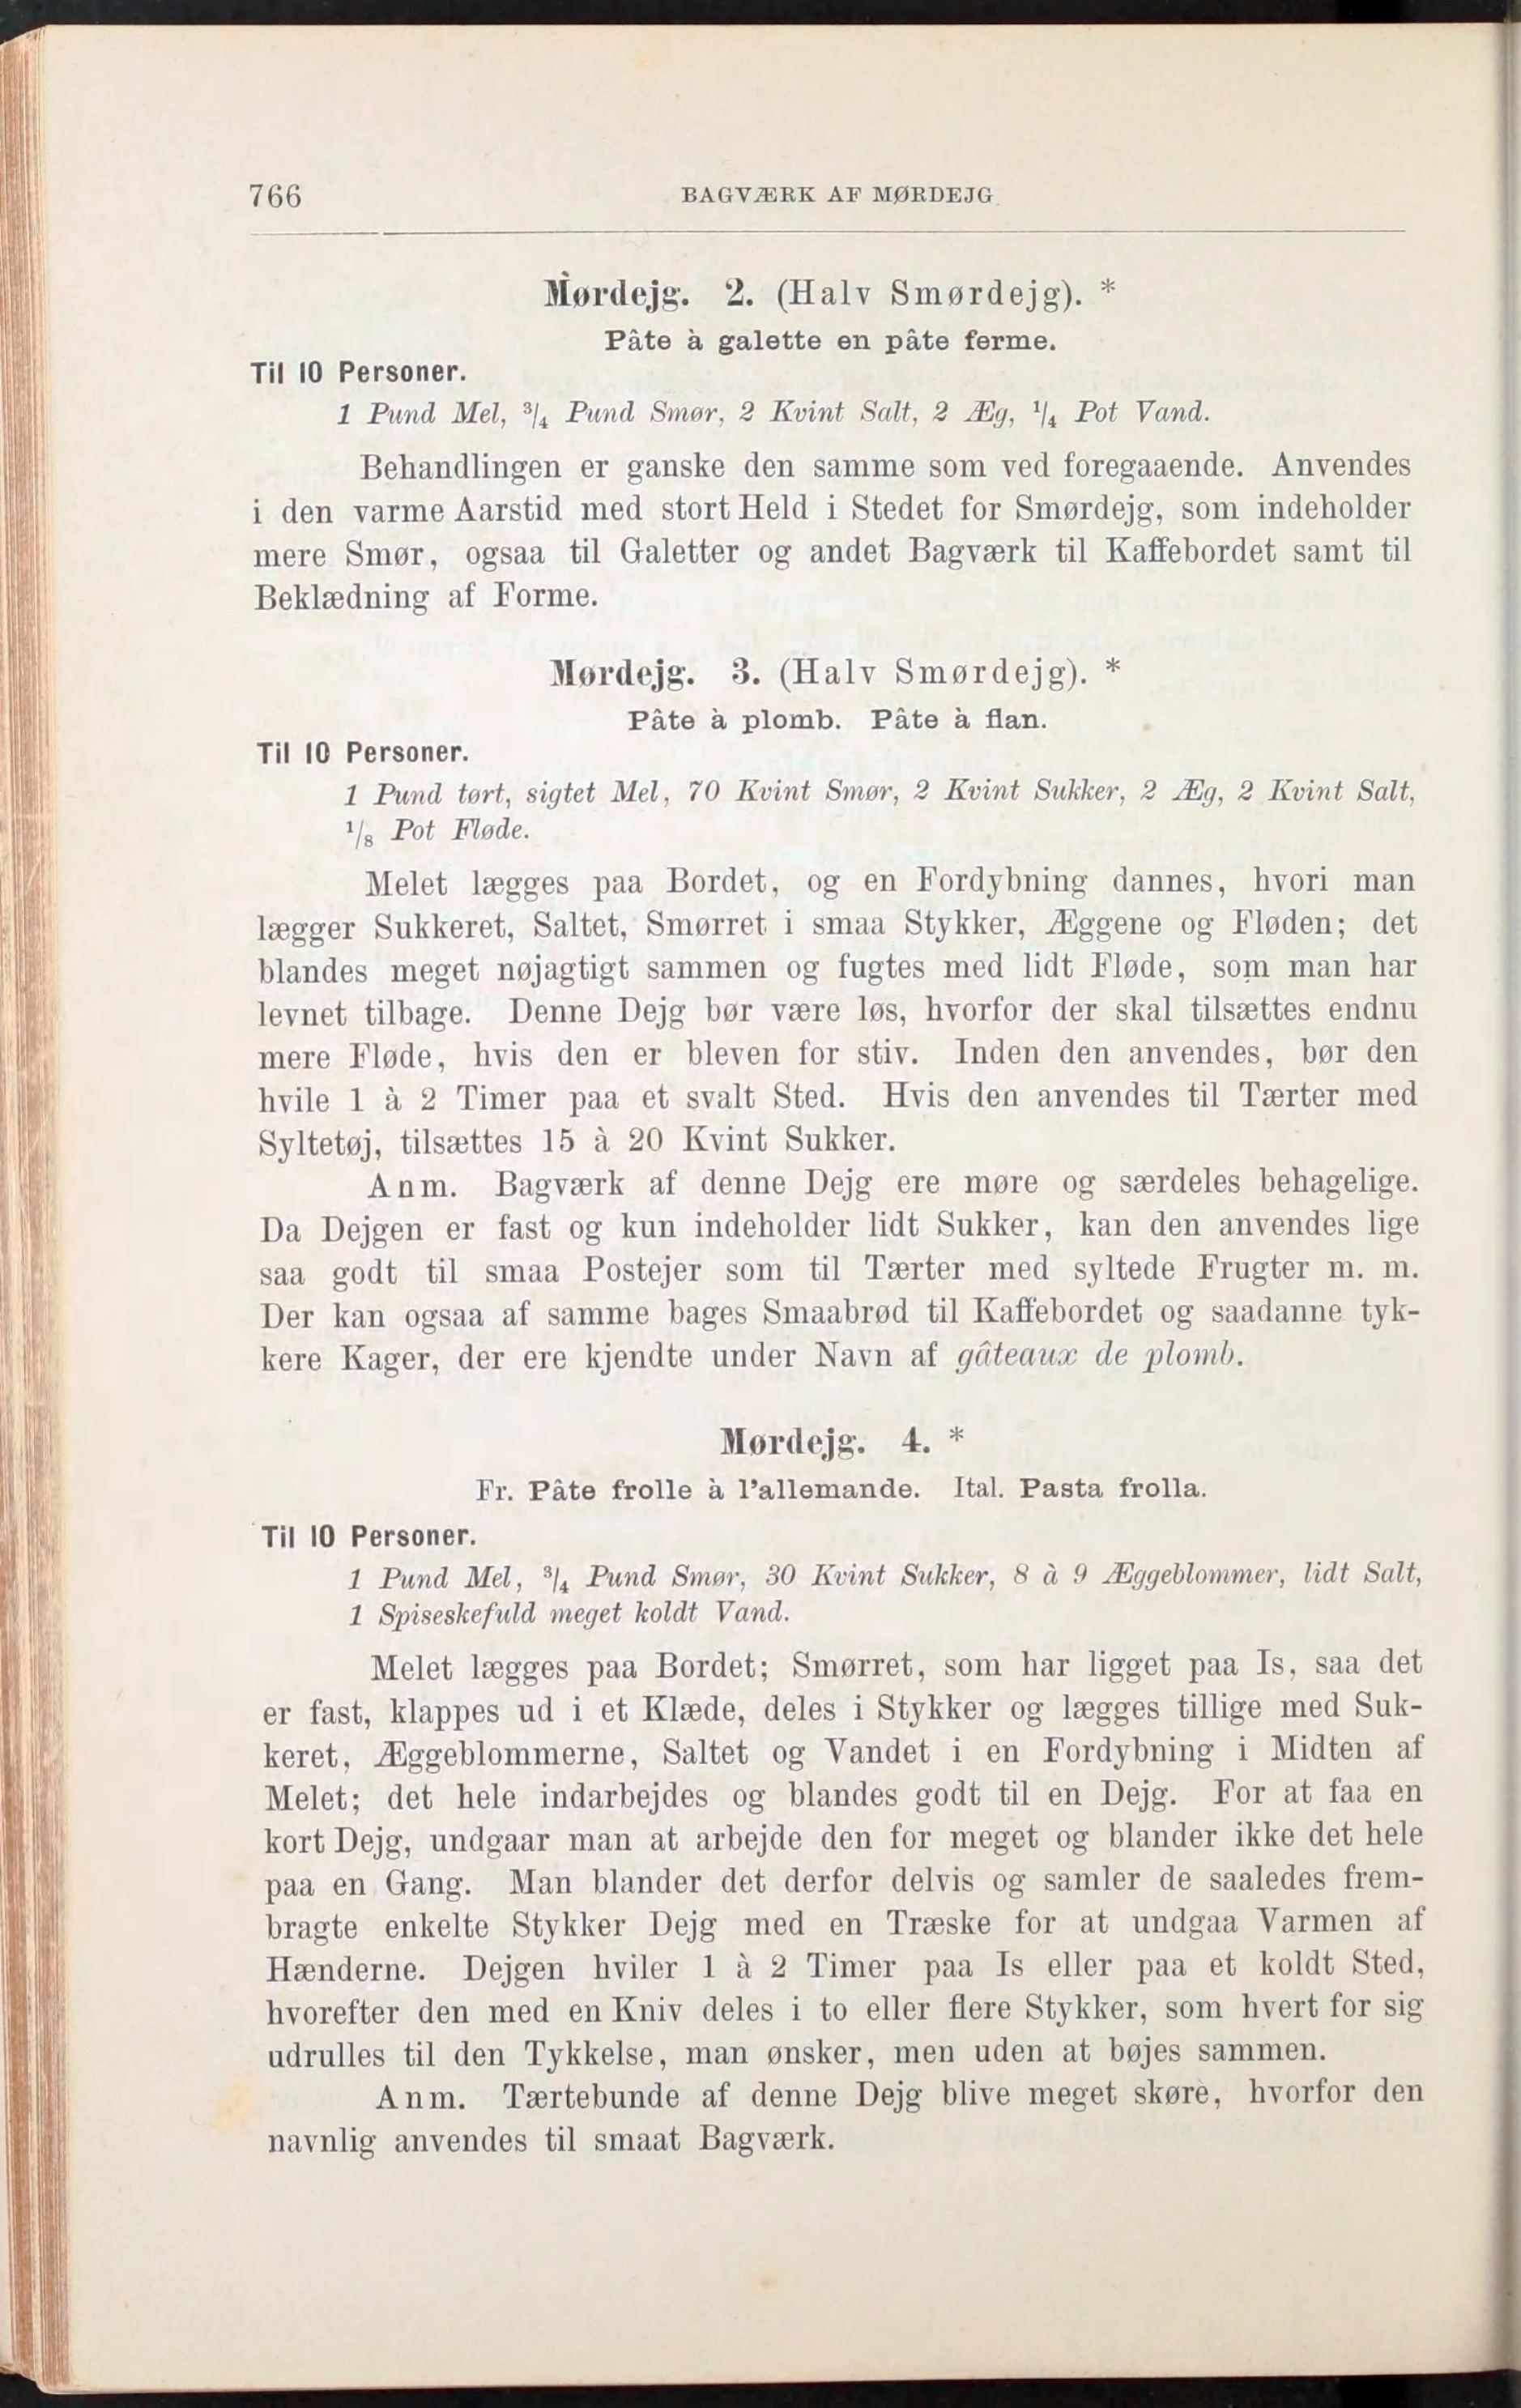 766
BAGVÆRK AF MØRDEJG
Mørdejg. 2. (Halv Smørdejg). *
Pâte à galette en pâte ferme.
Til 10 Personer.
1 Pund Mel, ³/₄ Pund Smør, 2 Kvint Salt, 2 Æg, ¹/₄ Pot Vand.
Behandlingen er ganske den samme som ved foregaaende. Anvendes
i den varme Aarstid med stort Held i Stedet for Smørdejg, som indeholder
mere Smør, ogsaa til Galetter og andet Bagværk til Kaffebordet samt til
Beklædning af Forme.
Mørdejg. 3. (Halv Smørdejg). *
Pâte à plomb. Pâte à flan.
Til 10 Personer.
1 Pund tørt, sigtet Mel, 70 Kvint Smør, 2 Kvint Sukker, 2 Æg, 2 Kvint Salt,
¹/₈ Pot Fløde.
Melet lægges paa Bordet, og en Fordybning dannes, hvori man
lægger Sukkeret, Saltet, Smørret i smaa Stykker, Æggene og Fløden; det
blandes meget nøjagtigt sammen og fugtes med lidt Fløde, som man har
levnet tilbage. Denne Dejg bør være løs, hvorfor der skal tilsættes endnu
mere Fløde, hvis den er bleven for stiv. Inden den anvendes, bør den
hvile 1 à 2 Timer paa et svalt Sted. Hvis den anvendes til Tærter med
Syltetøj, tilsættes 15 à 20 Kvint Sukker.
Anm. Bagværk af denne Dejg ere møre og særdeles behagelige.
Da Dejgen er fast og kun indeholder lidt Sukker, kan den anvendes lige
saa godt til smaa Postejer som til Tærter med syltede Frugter m. m.
Der kan ogsaa af samme bages Smaabrød til Kaffebordet og saadanne tyk-
kere Kager, der ere kjendte under Navn af gâteaux de plomb.
Mørdejg. 4. *
Fr. Pâte frolle à l'allemande. Ital. Pasta frolla.
Til 10 Personer.
1 Pund Mel, ³/₄ Pund Smør, 30 Kvint Sukker, 8 à 9 Æggeblommer, lidt Salt,
1 Spiseskefuld meget koldt Vand.
Melet lægges paa Bordet; Smørret, som har ligget paa Is, saa det
er fast, klappes ud i et Klæde, deles i Stykker og lægges tillige med Suk-
keret, Æggeblommerne, Saltet og Vandet i en Fordybning i Midten af
Melet; det hele indarbejdes og blandes godt til en Dejg. For at faa en
kort Dejg, undgaar man at arbejde den for meget og blander ikke det hele
paa en Gang. Man blander det derfor delvis og samler de saaledes frem-
bragte enkelte Stykker Dejg med en Træske for at undgaa Varmen af
Hænderne. Dejgen hviler 1 à 2 Timer paa Is eller paa et koldt Sted,
hvorefter den med en Kniv deles i to eller flere Stykker, som hvert for sig
udrulles til den Tykkelse, man ønsker, men uden at bøjes sammen.
Anm. Tærtebunde af denne Dejg blive meget skøre, hvorfor den
navnlig anvendes til smaat Bagværk.